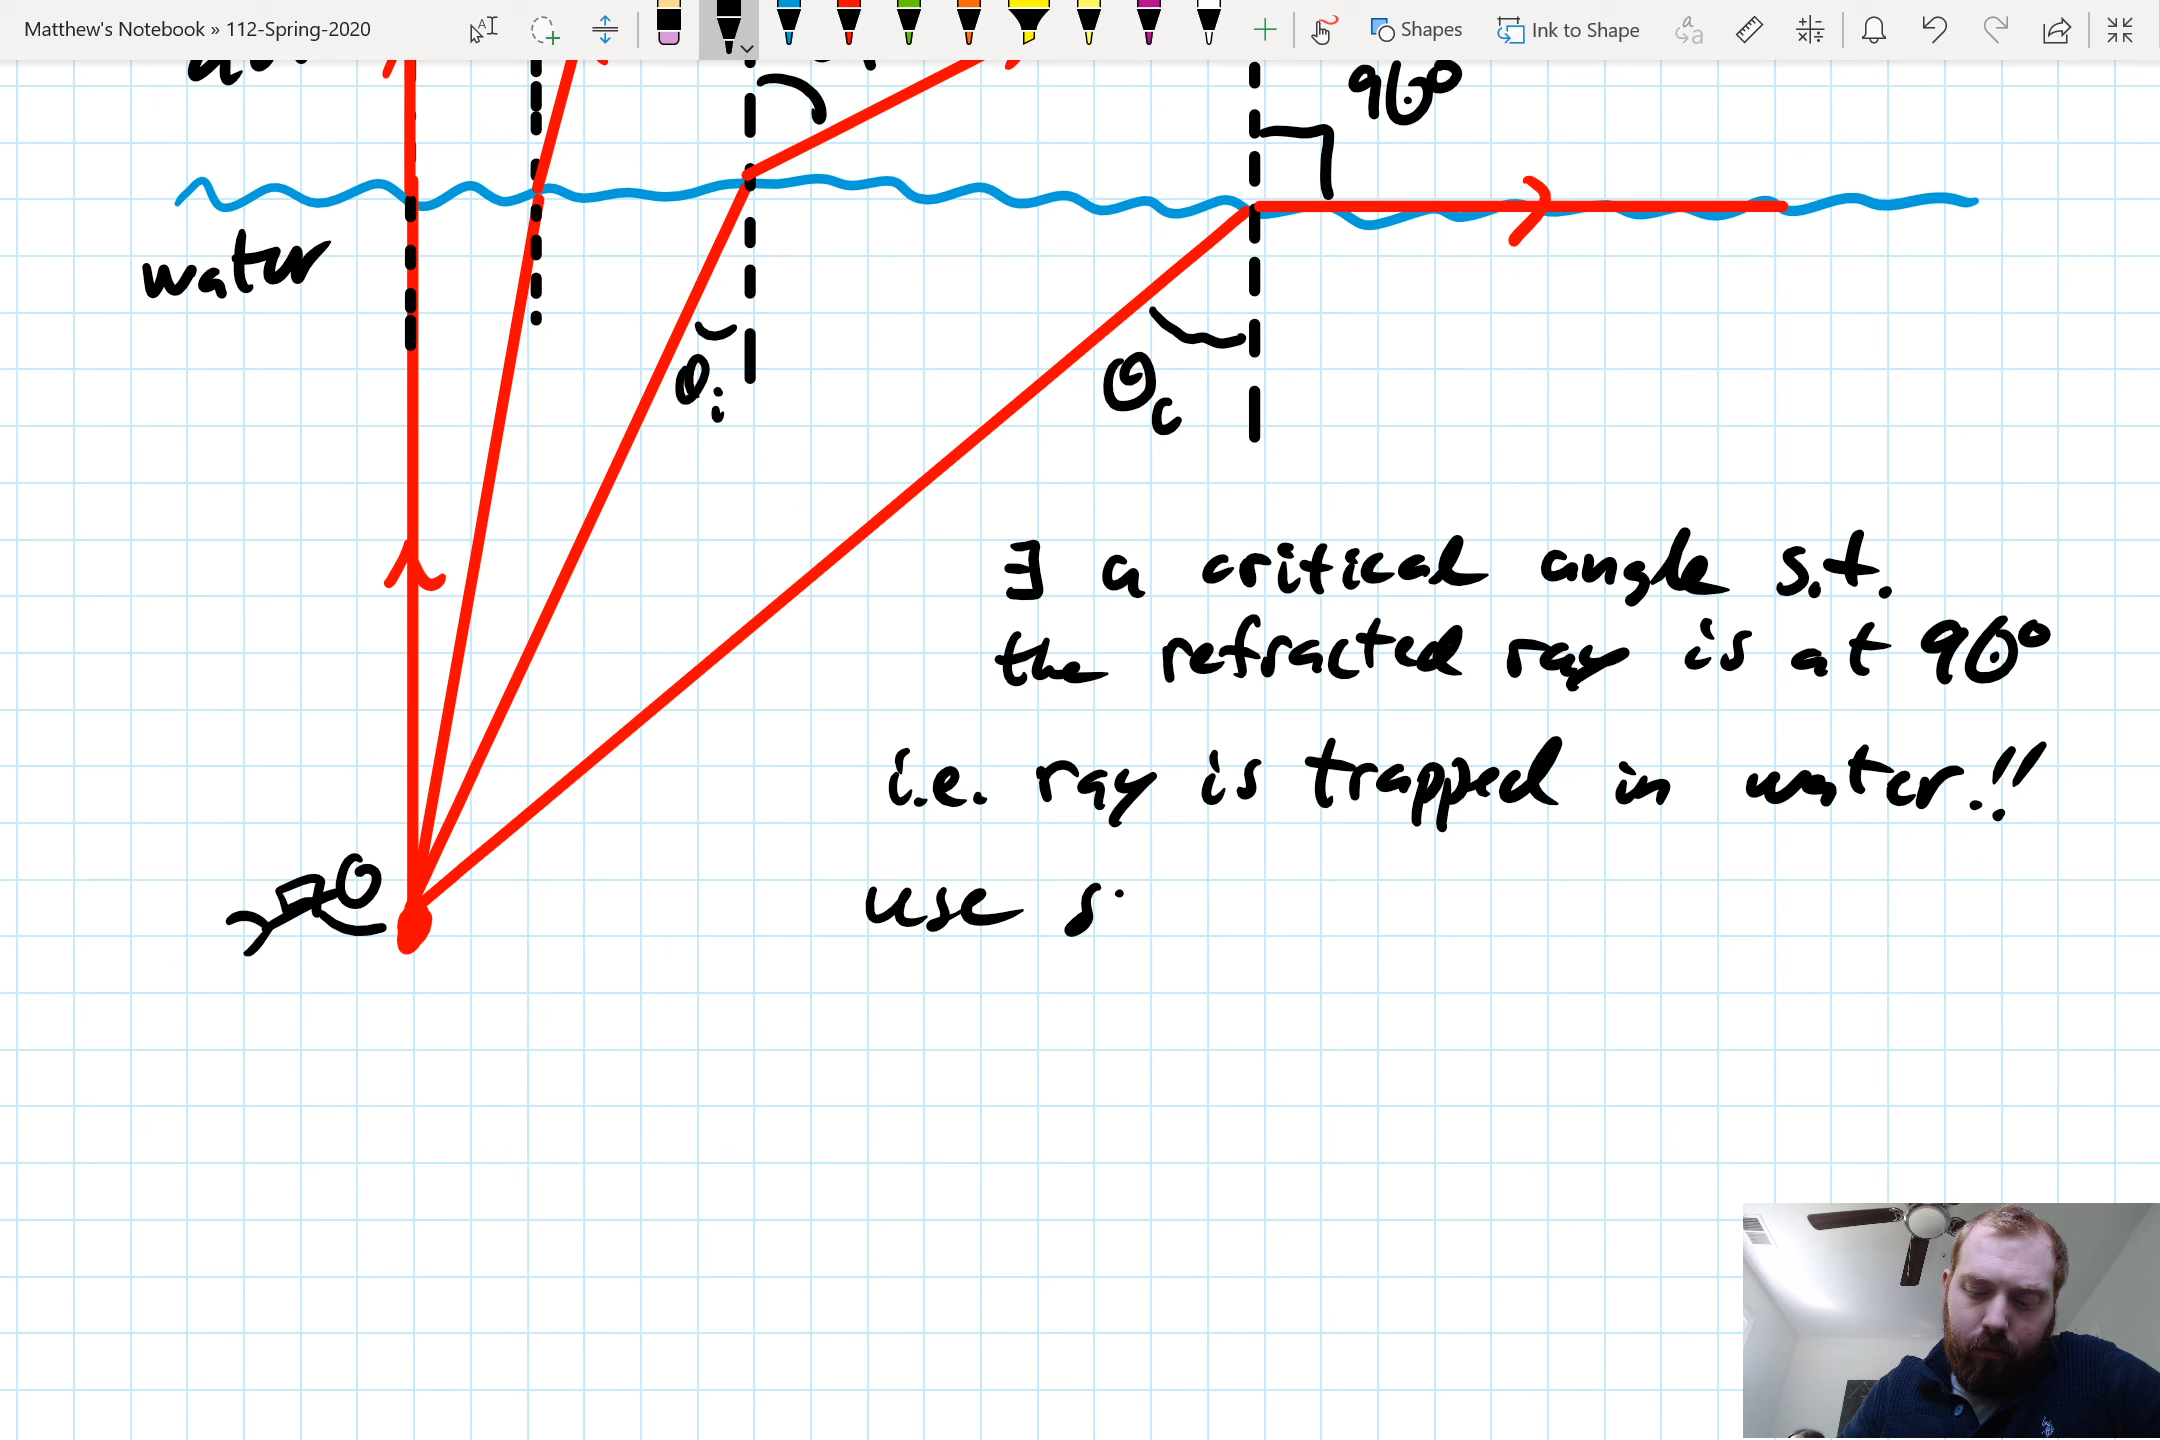 Matthew's Notebook » 112-Spring-2020
Shapes
Ink to Shape
90°
water
θi
θc
∃ a critical angle s.t.
the refracted ray is at 90°
i.e. ray is trapped in water!!
use s